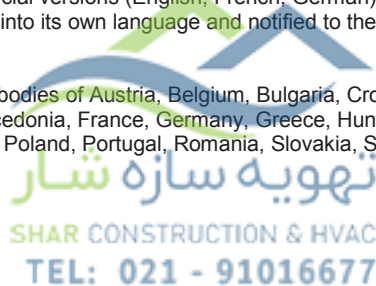 cial versions (English, French, German)
into its own language and notified to the
bodies of Austria, Belgium, Bulgaria, Cro
cedonia, France, Germany, Greece, Hun
Poland, Portugal, Romania, Slovakia, S
تهویه سازه شار
SHAR CONSTRUCTION & HVAC
TEL: 021 - 91016677